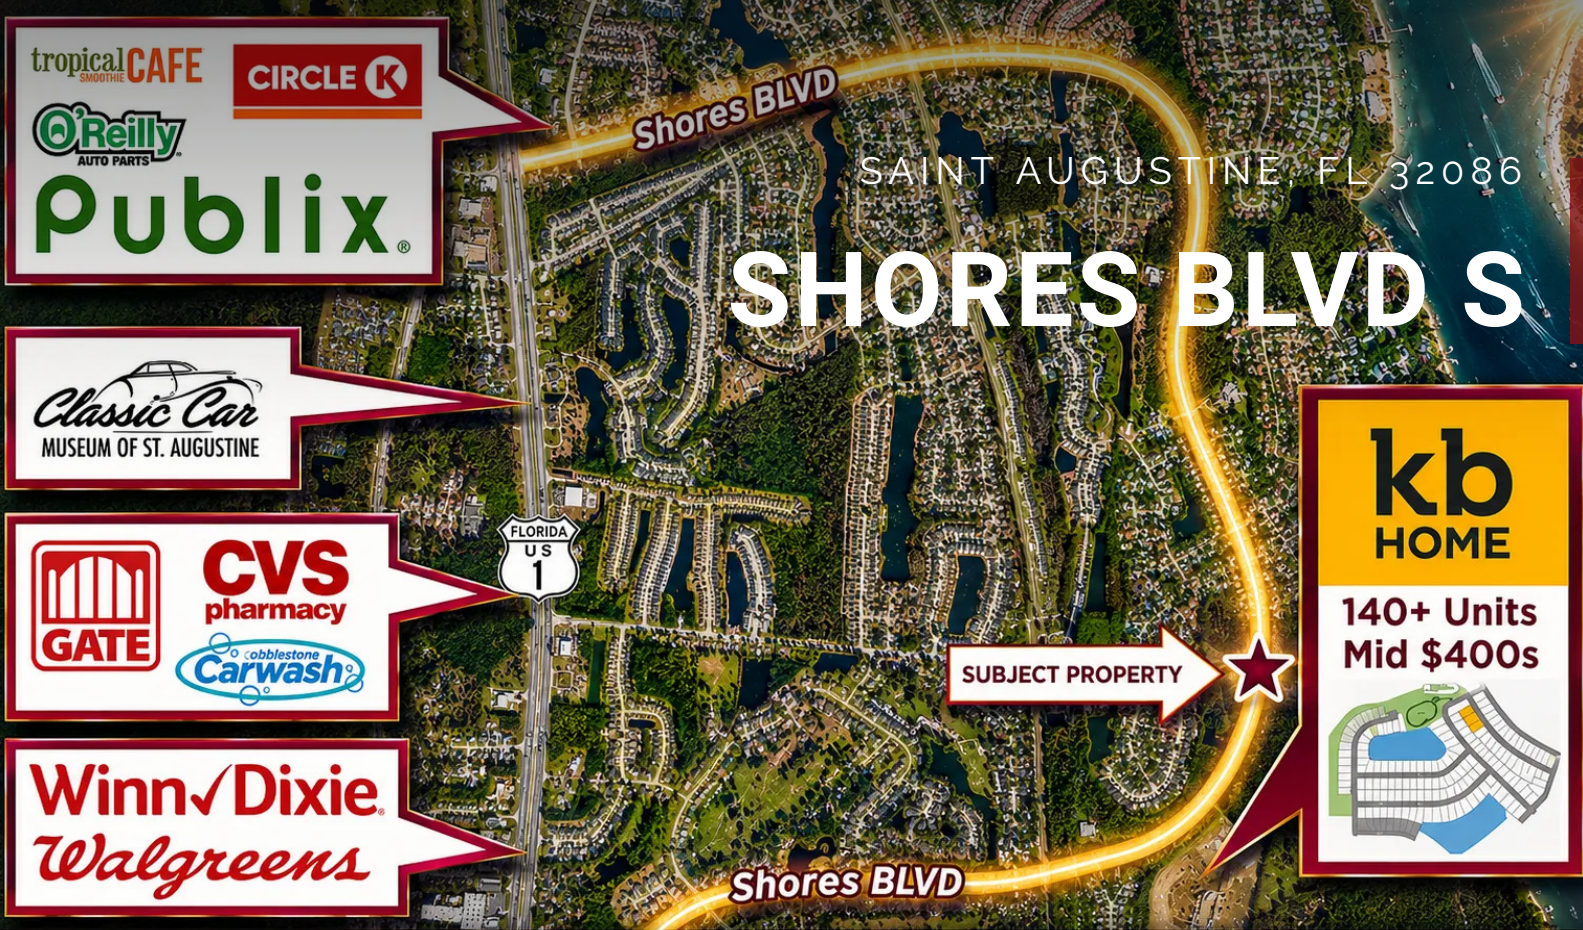 tropical CAFE
SMOOTHIE
CIRCLE K
O'Reilly
AUTO PARTS
Publix®
Shores BLVD
SAINT AUGUSTINE, FL 32086
SHORES BLVD S
Classic Car
MUSEUM OF ST. AUGUSTINE
GATE
CVS
pharmacy
Cobblestone
Carwash
FLORIDA
US
1
kb
HOME
140+ Units
Mid $400s
SUBJECT PROPERTY
Winn✓Dixie®
Walgreens
Shores BLVD